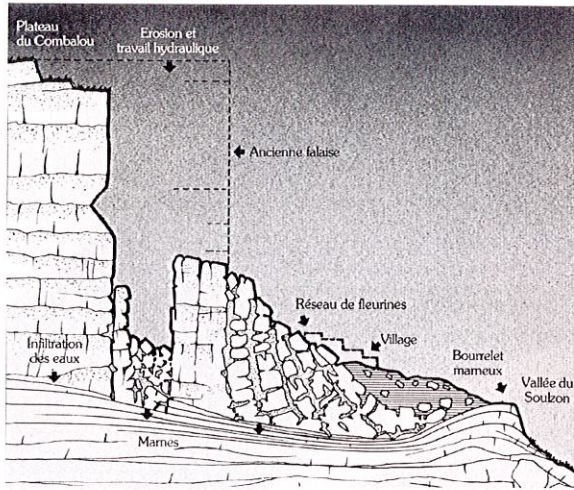 Plateau
du Combalou
Erosion et
travail hydraulique
Ancienne falaise
Réseau de fleurines
Village
Infiltration
des eaux
Bourrelet
marneux
Vallée du
Soulzon
Marnes